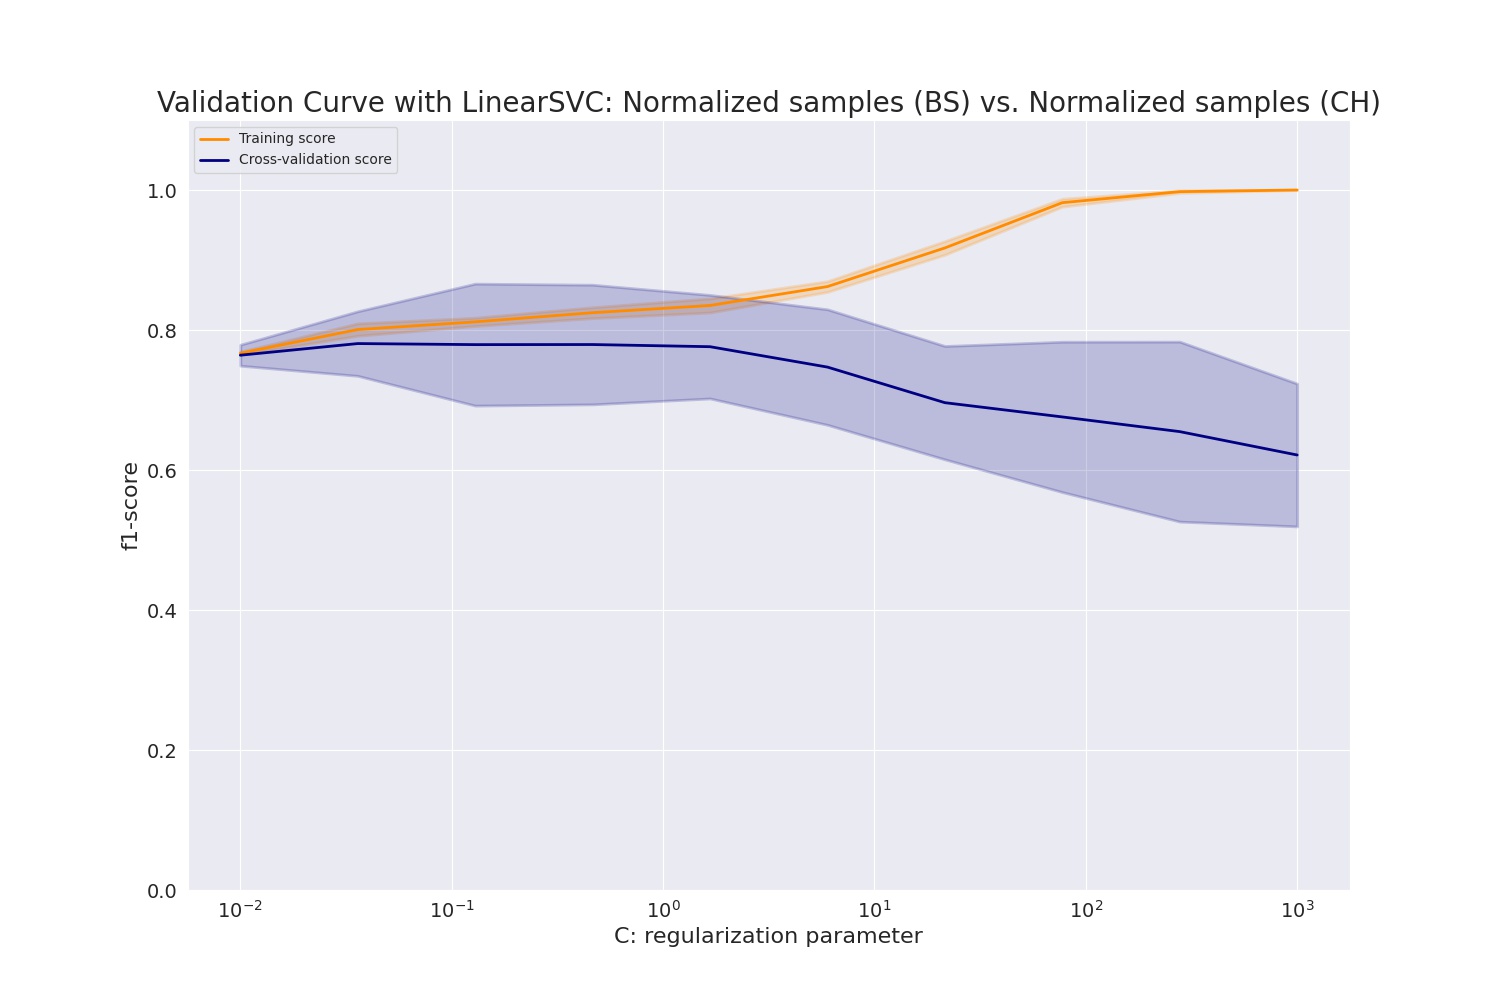 Validation Curve with LinearSVC: Normalized samples (BS) vs. Normalized samples (CH)
Training score
Cross-validation score
1.0
0.8
0.6
0.4
0.2
0.0
f1-score
10⁻² 10⁻¹ 10⁰ 10¹ 10² 10³
C: regularization parameter